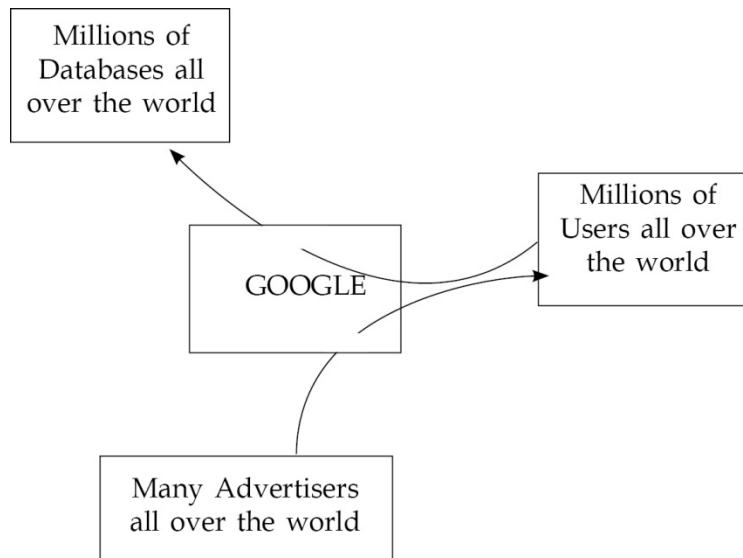 Millions of
Databases all
over the world
Millions of
Users all over
the world
GOOGLE
Many Advertisers
all over the world